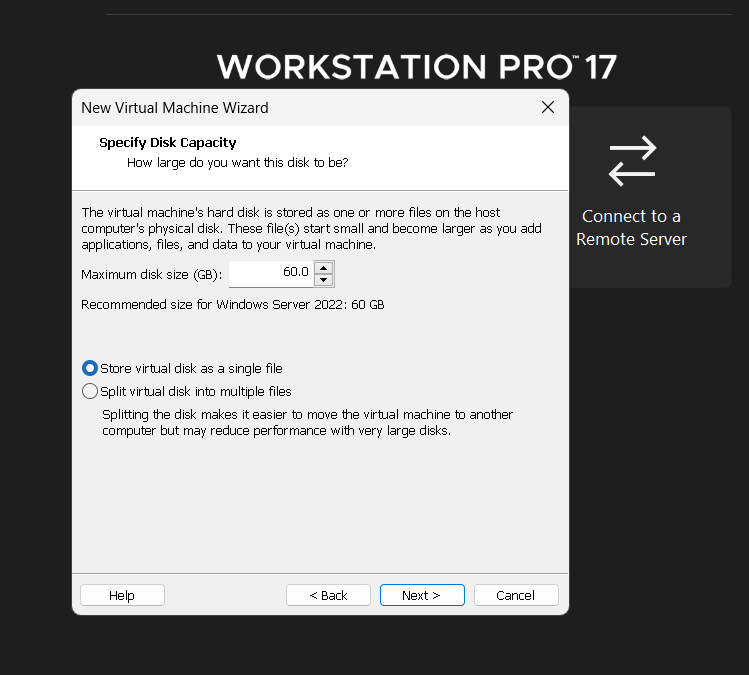 WORKSTATION PRO™ 17
New Virtual Machine Wizard
Specify Disk Capacity
How large do you want this disk to be?
The virtual machine's hard disk is stored as one or more files on the host
computer's physical disk. These file(s) start small and become larger as you add
applications, files, and data to your virtual machine.
Maximum disk size (GB): 60.0
Recommended size for Windows Server 2022: 60 GB
Store virtual disk as a single file
Split virtual disk into multiple files
Splitting the disk makes it easier to move the virtual machine to another
computer but may reduce performance with very large disks.
Help < Back Next > Cancel
Connect to a
Remote Server